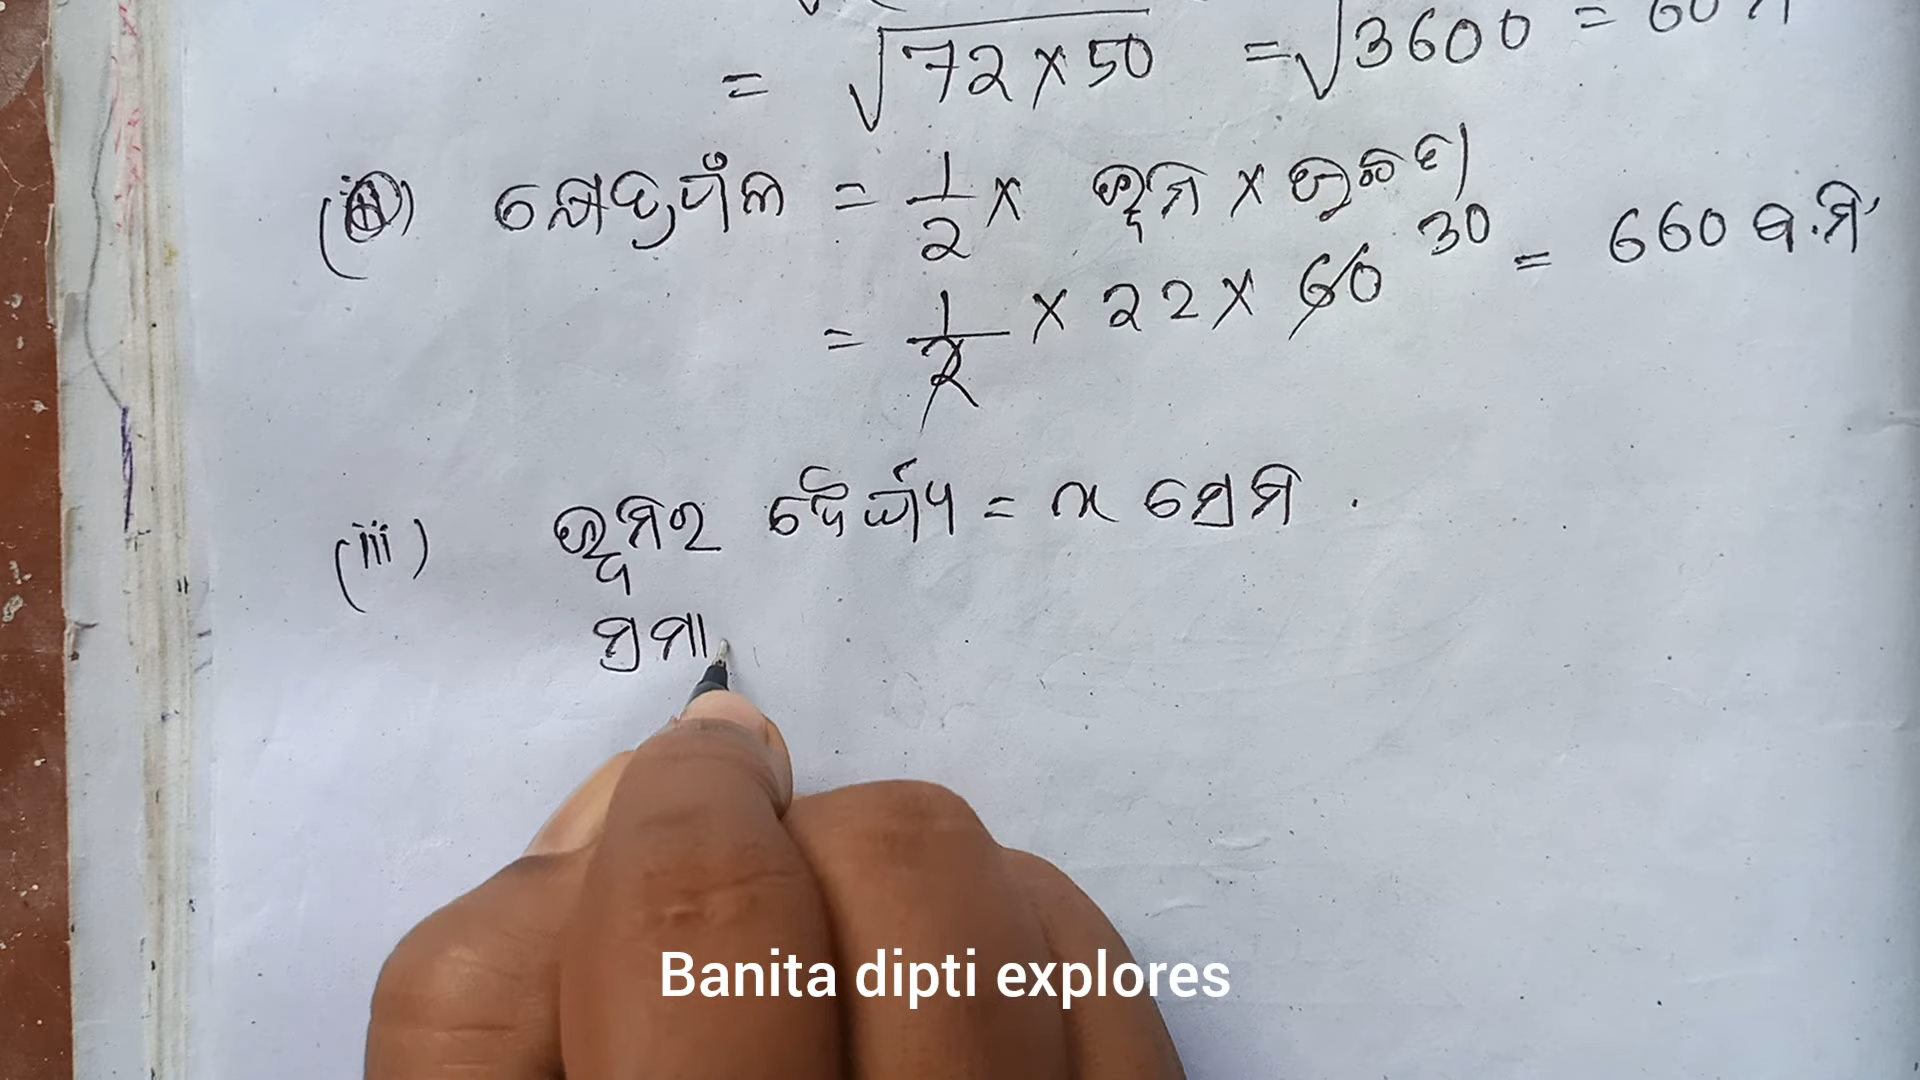 = √72 × 50 = √3600 = 60 ମି
(ii) କ୍ଷେତ୍ରଫଳ = 1/2 × ଭୂମି × ଉଚ୍ଚତା
= 1/2 × 22 × 60 30 = 660 ବ.ମି
(iii) ଭୂମିର ଦୈର୍ଘ୍ୟ = x ସେମି .
ପ୍ରମା
Banita dipti explores